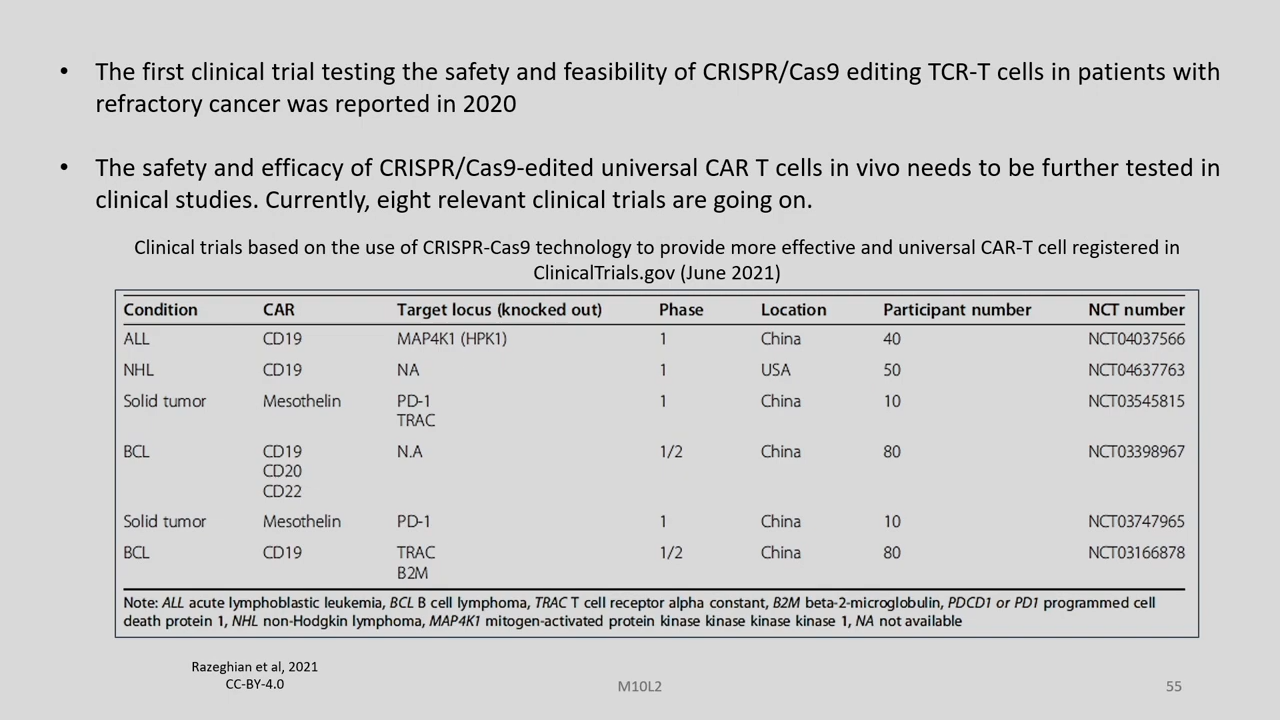 • The first clinical trial testing the safety and feasibility of CRISPR/Cas9 editing TCR-T cells in patients with
refractory cancer was reported in 2020
• The safety and efficacy of CRISPR/Cas9-edited universal CAR T cells in vivo needs to be further tested in
clinical studies. Currently, eight relevant clinical trials are going on.
Clinical trials based on the use of CRISPR-Cas9 technology to provide more effective and universal CAR-T cell registered in
ClinicalTrials.gov (June 2021)
Condition CAR Target locus (knocked out) Phase Location Participant number NCT number
ALL CD19 MAP4K1 (HPK1) 1 China 40 NCT04037566
NHL CD19 NA 1 USA 50 NCT04637763
Solid tumor Mesothelin PD-1 1 China 10 NCT03545815
TRAC
BCL CD19 N.A 1/2 China 80 NCT03398967
CD20
CD22
Solid tumor Mesothelin PD-1 1 China 10 NCT03747965
BCL CD19 TRAC 1/2 China 80 NCT03166878
B2M
Note: ALL acute lymphoblastic leukemia, BCL B cell lymphoma, TRAC T cell receptor alpha constant, B2M beta-2-microglobulin, PDCD1 or PD1 programmed cell
death protein 1, NHL non-Hodgkin lymphoma, MAP4K1 mitogen-activated protein kinase kinase kinase kinase 1, NA not available
Razeghian et al, 2021
CC-BY-4.0
M10L2
55